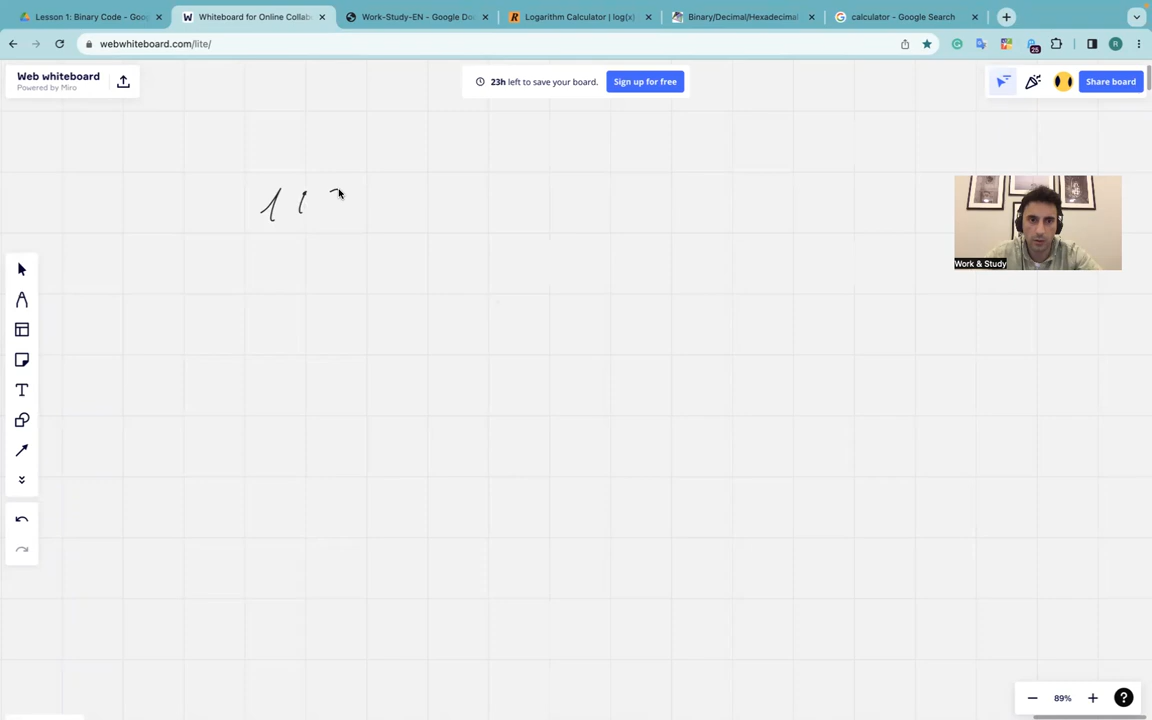 Lesson 1: Binary Code - Goo
Whiteboard for Online Collab
Work-Study-EN - Google Do
Logarithm Calculator | log(x)
Binary/Decimal/Hexadecimal
calculator - Google Search
webwhiteboard.com/lite/
25
R
Web whiteboard
Powered by Miro
23h left to save your board.
Sign up for free
Share board
1 1
Work & Study
T
89%
?